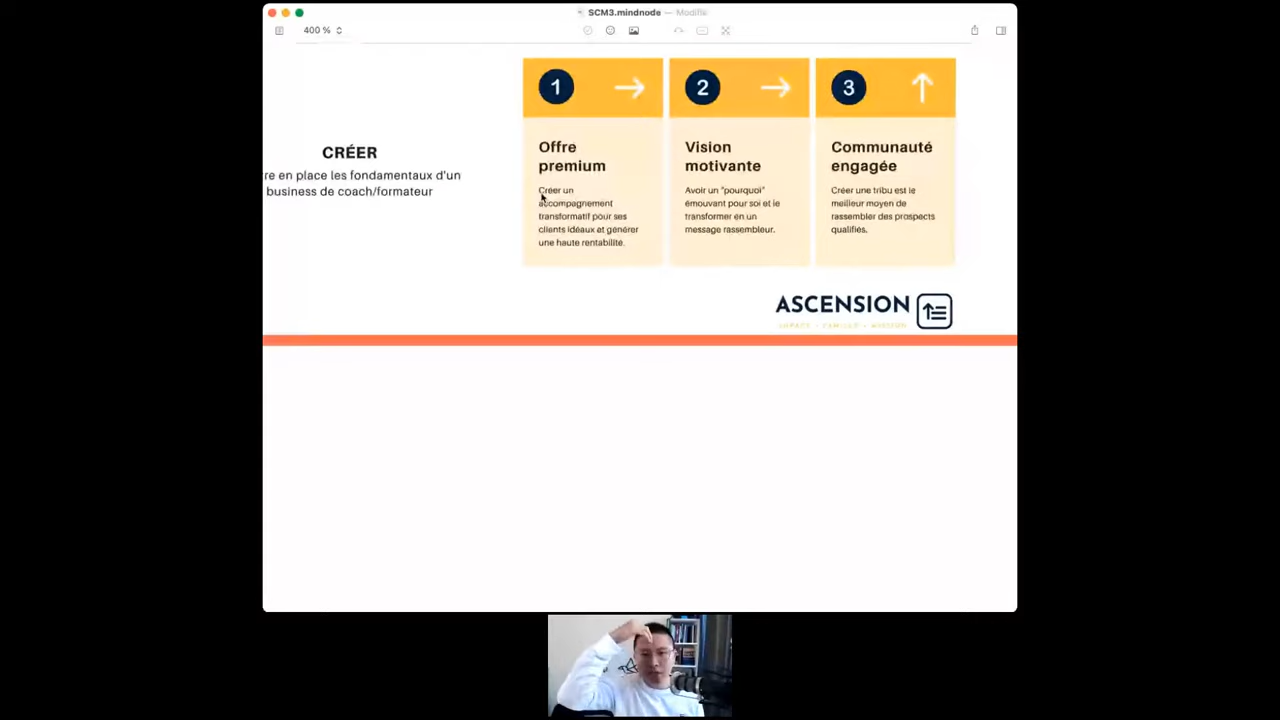 SCM3.mindnode — Modifié
400 %
1
2
3
CRÉER
re en place les fondamentaux d'un
business de coach/formateur
Offre
premium
Créer un
accompagnement
transformatif pour ses
clients idéaux et générer
une haute rentabilité.
Vision
motivante
Avoir un "pourquoi"
émouvant pour soi et le
transformer en un
message rassembleur.
Communauté
engagée
Créer une tribu est le
meilleur moyen de
rassembler des prospects
qualifiés.
ASCENSION